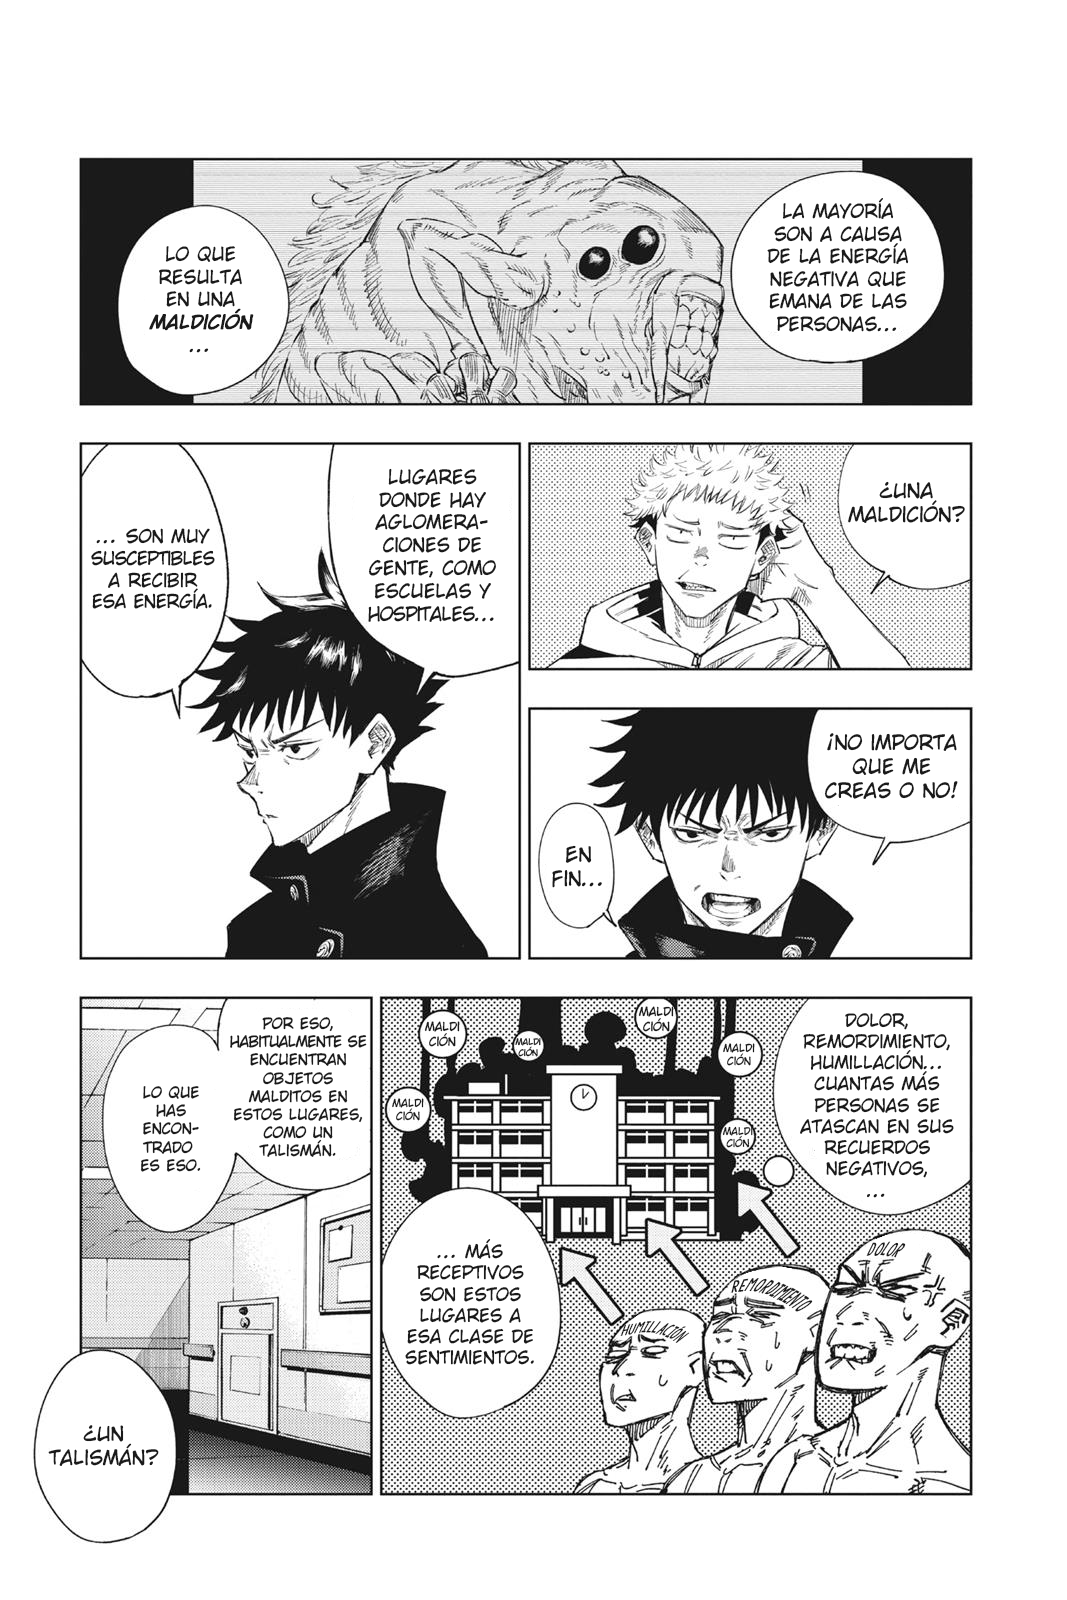 LA MAYORÍA
SON A CAUSA
DE LA ENERGÍA
NEGATIVA QUE
EMANA DE LAS
PERSONAS...
LO QUE
RESULTA
EN UNA
MALDICIÓN
...
¿UNA
MALDICIÓN?
¡NO IMPORTA
QUE ME
CREAS O NO!
EN
FIN...
LUGARES
DONDE HAY
AGLOMERA-
CIONES DE
GENTE, COMO
ESCUELAS Y
HOSPITALES...
... SON MUY
SUSCEPTIBLES
A RECIBIR
ESA ENERGÍA.
DOLOR,
REMORDIMIENTO,
HUMILLACIÓN...
CUANTAS MÁS
PERSONAS SE
ATASCAN EN SUS
RECUERDOS
NEGATIVOS,
...
MALDI
CIÓN
MALDI
CIÓN
MALDI
CIÓN
MALDI
CIÓN
MALDI
CIÓN
MALDI
CIÓN
DOLOR
REMORDIMIENTO
HUMILLACIÓN
... MÁS
RECEPTIVOS
SON ESTOS
LUGARES A
ESA CLASE DE
SENTIMIENTOS.
POR ESO,
HABITUALMENTE SE
ENCUENTRAN
OBJETOS
MALDITOS EN
ESTOS LUGARES,
COMO UN
TALISMÁN.
LO QUE
HAS
ENCON-
TRADO
ES ESO.
¿UN
TALISMÁN?